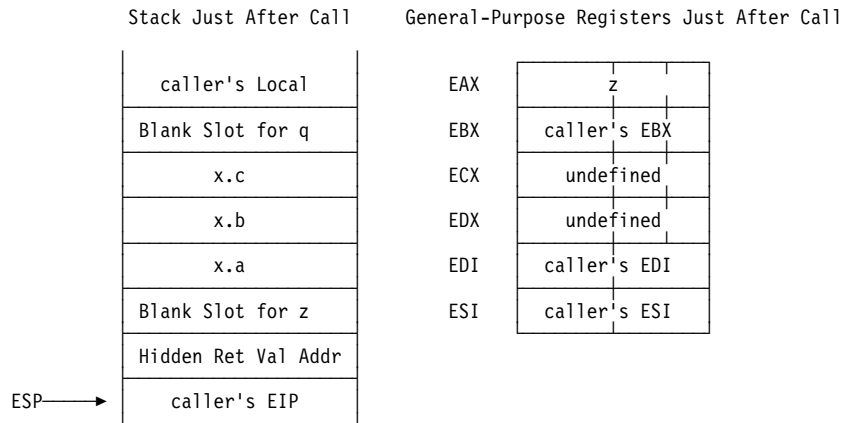 Stack Just After Call    General-Purpose Registers Just After Call
caller's Local    EAX    z
Blank Slot for q    EBX    caller's EBX
x.c    ECX    undefined
x.b    EDX    undefined
x.a    EDI    caller's EDI
Blank Slot for z    ESI    caller's ESI
Hidden Ret Val Addr
ESP    caller's EIP